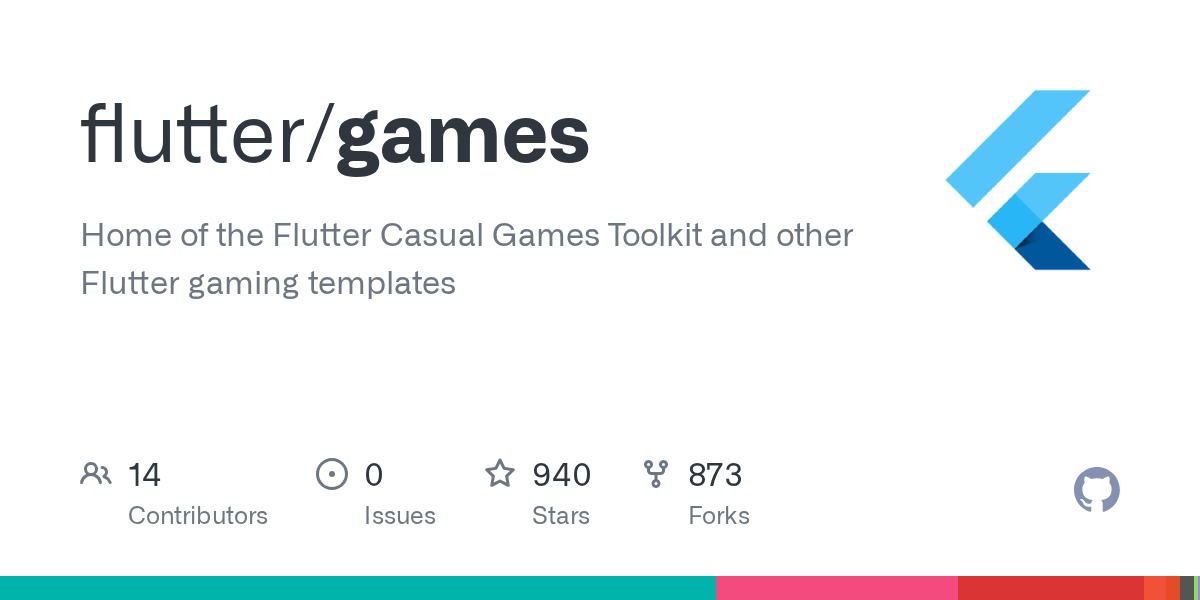 flutter/games
Home of the Flutter Casual Games Toolkit and other
Flutter gaming templates
14 0 940 873
Contributors Issues Stars Forks